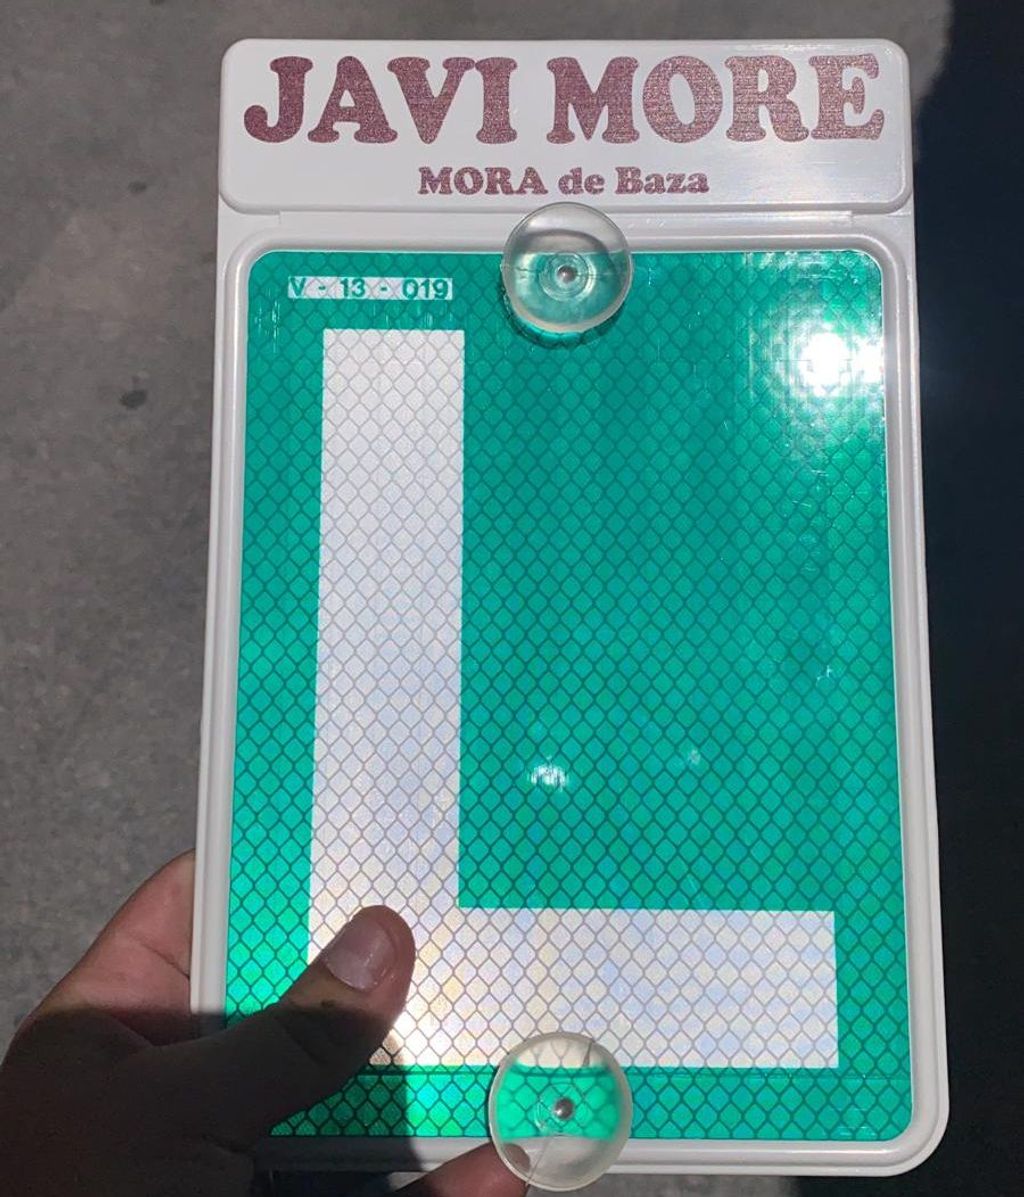 JAVI MORE
MORA de Baza
V - 13 - 019
L